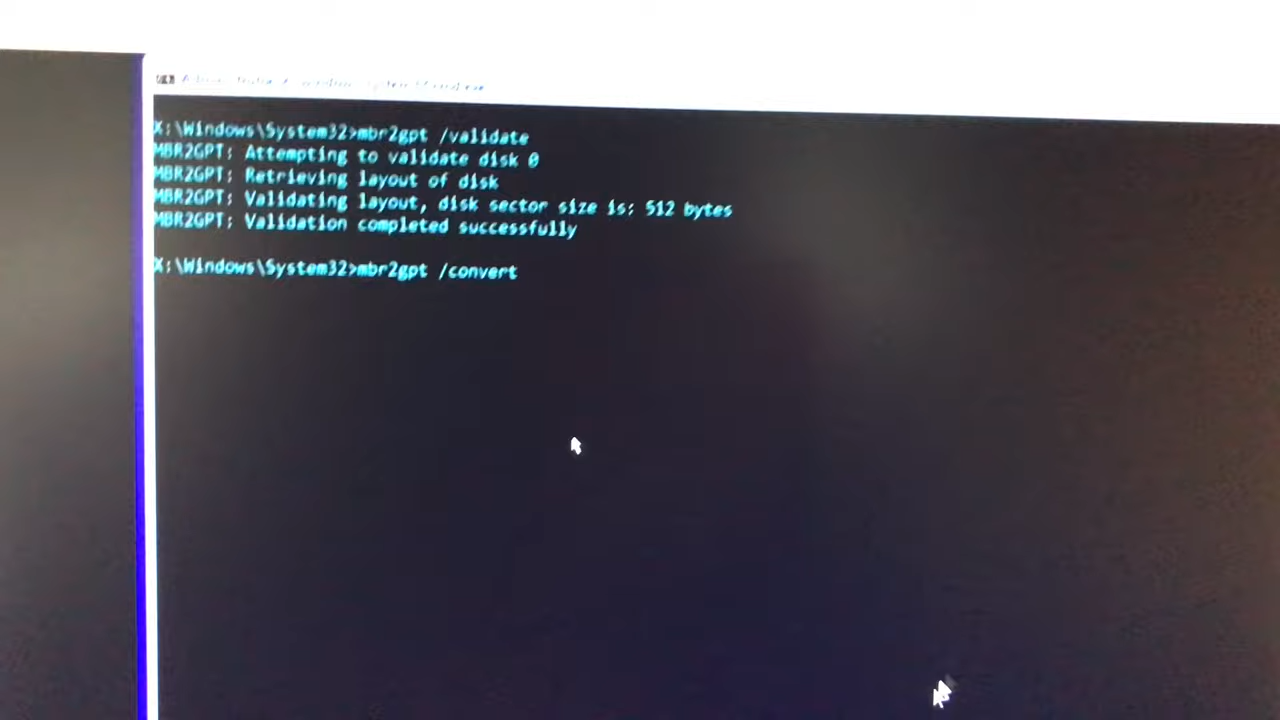 X:\Windows\System32>mbr2gpt /validate
MBR2GPT: Attempting to validate disk 0
MBR2GPT: Retrieving layout of disk
MBR2GPT: Validating layout, disk sector size is: 512 bytes
MBR2GPT: Validation completed successfully
X:\Windows\System32>mbr2gpt /convert